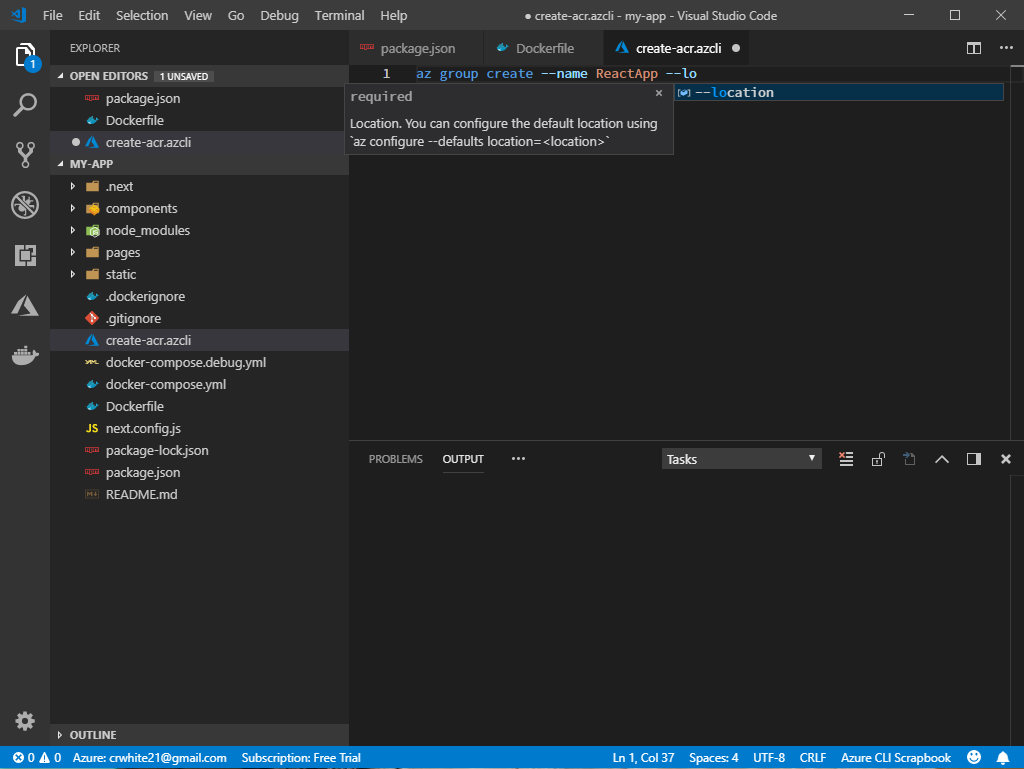 File Edit Selection View Go Debug Terminal Help ● create-acr.azcli - my-app - Visual Studio Code
EXPLORER
package.json Dockerfile create-acr.azcli
OPEN EDITORS 1 UNSAVED
package.json
Dockerfile
create-acr.azcli
MY-APP
.next
components
node_modules
pages
static
.dockerignore
.gitignore
create-acr.azcli
docker-compose.debug.yml
docker-compose.yml
Dockerfile
JS next.config.js
package-lock.json
package.json
README.md
OUTLINE
1
1 az group create --name ReactApp --lo
--location
required ×
Location. You can configure the default location using
`az configure --defaults location=<location>`
PROBLEMS OUTPUT ••• Tasks
0 0 Azure: crwhite21@gmail.com Subscription: Free Trial Ln 1, Col 37 Spaces: 4 UTF-8 CRLF Azure CLI Scrapbook